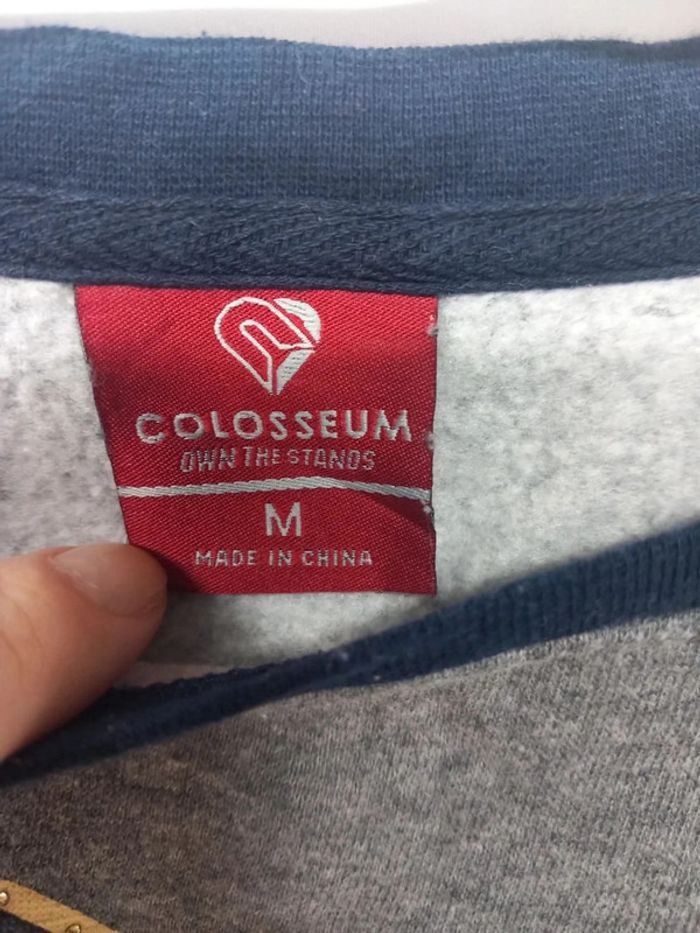 COLOSSEUM
OWN THE STANDS
M
MADE IN CHINA